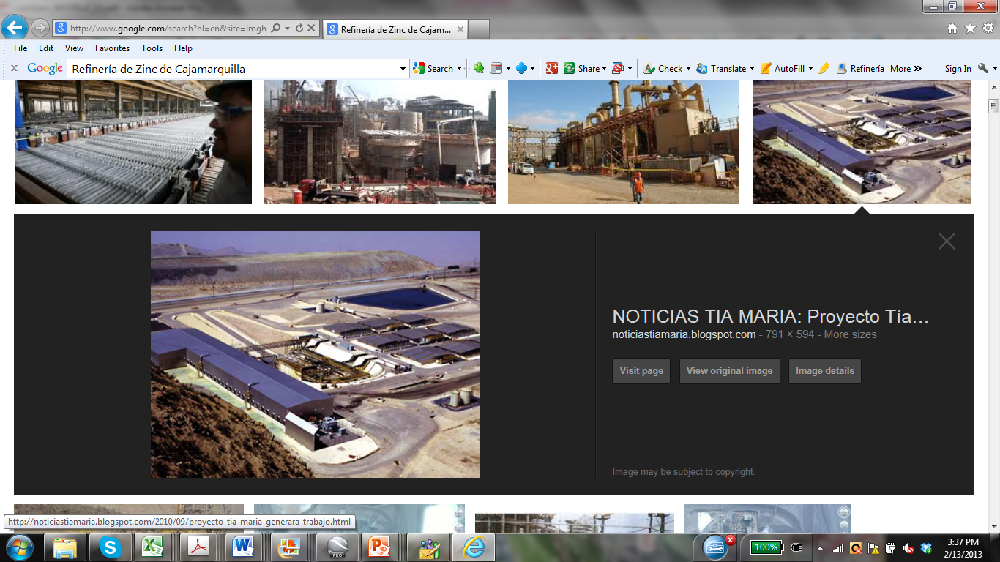 http://www.google.com/search?hl=en&site=imgh
Refinería de Zinc de Cajam...
File Edit View Favorites Tools Help
Google Refinería de Zinc de Cajamarquilla Search Share Check Translate AutoFill Refinería More Sign In
NOTICIAS TIA MARIA: Proyecto Tía...
noticiastiamaria.blogspot.com - 791 × 594 - More sizes
Visit page View original image Image details
Image may be subject to copyright.
http://noticiastiamaria.blogspot.com/2010/09/proyecto-tia-maria-generara-trabajo.html
PRO
100%
3:37 PM
2/13/2013